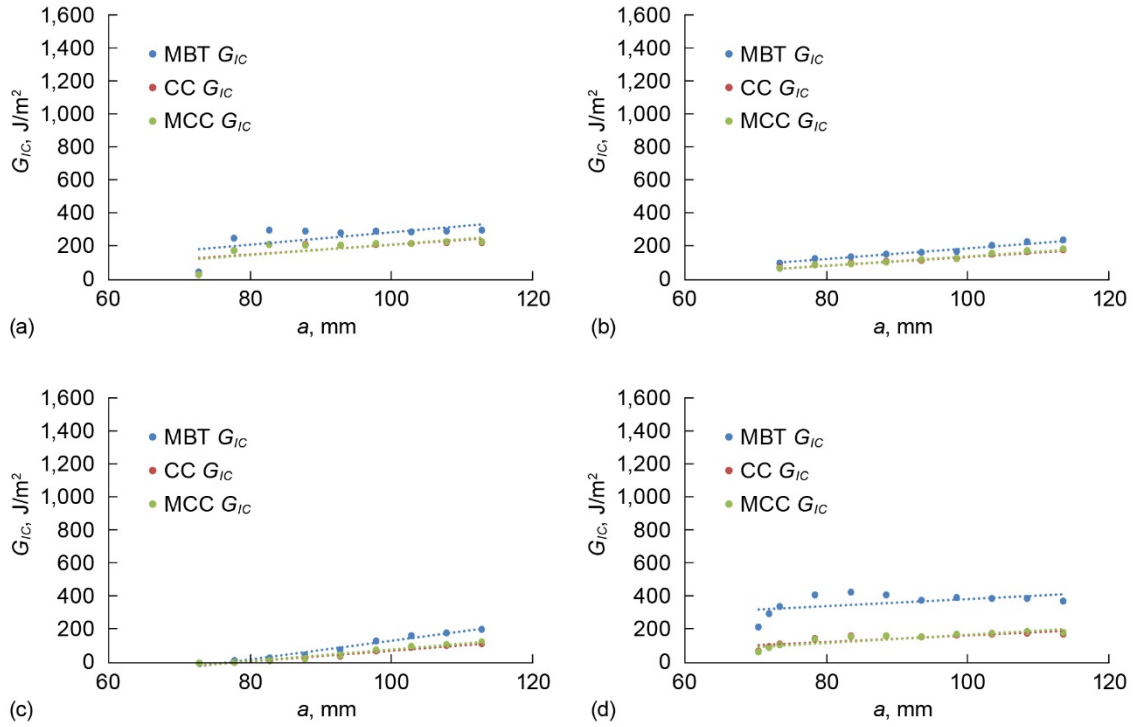 1,600
1,400
1,200
1,000
800
600
400
200
0
G_IC, J/m²
MBT G_IC
CC G_IC
MCC G_IC
60 80 100 120
a, mm
(a)
1,600
1,400
1,200
1,000
800
600
400
200
0
G_IC, J/m²
MBT G_IC
CC G_IC
MCC G_IC
60 80 100 120
a, mm
(b)
1,600
1,400
1,200
1,000
800
600
400
200
0
G_IC, J/m²
MBT G_IC
CC G_IC
MCC G_IC
60 80 100 120
a, mm
(c)
1,600
1,400
1,200
1,000
800
600
400
200
0
G_IC, J/m²
MBT G_IC
CC G_IC
MCC G_IC
60 80 100 120
a, mm
(d)